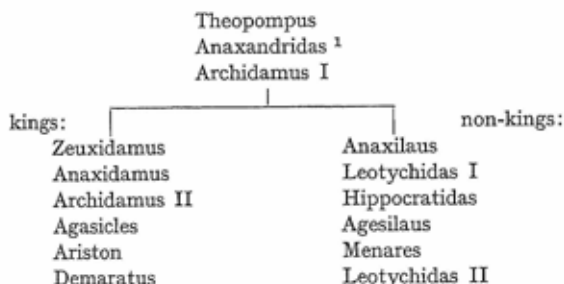 Theopompus
Anaxandridas ¹
Archidamus I
kings: non-kings:
Zeuxidamus Anaxilaus
Anaxidamus Leotychidas I
Archidamus II Hippocratidas
Agasicles Agesilaus
Ariston Menares
Demaratus Leotychidas II